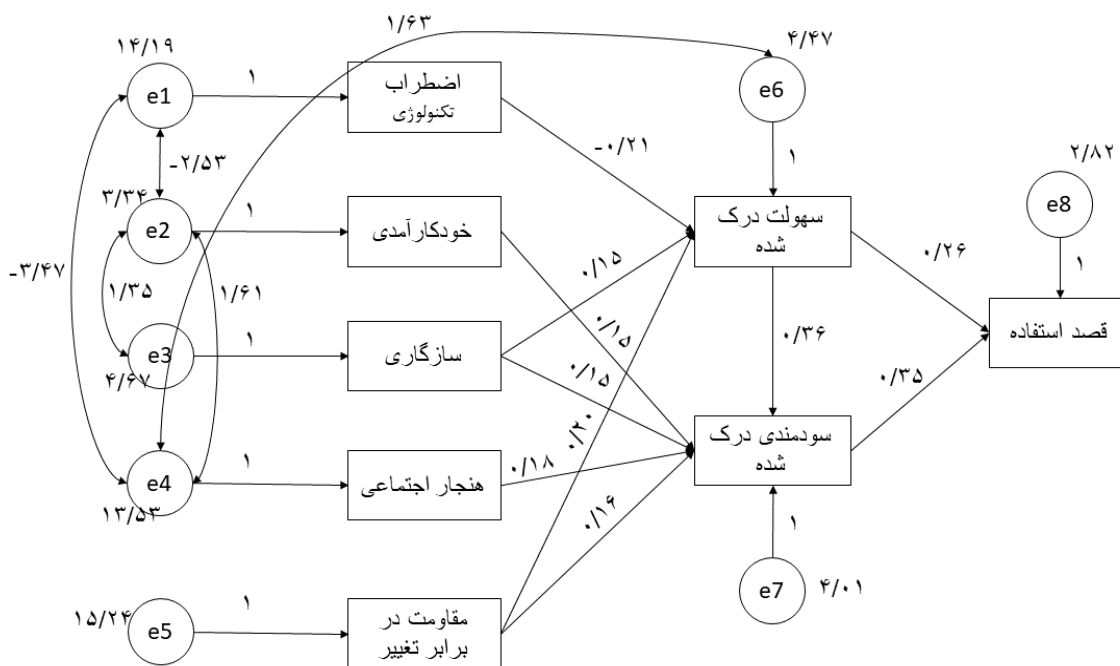 ۱/۶۳
۴/۴۷
۱۴/۱۹
e1
۱
اضطراب
تکنولوژی
e6
-۰/۲۱
۱
-۲/۵۳
۲/۸۲
e8
۳/۳۴
e2
۱
خودکارآمدی
سهولت درک
شده
۰/۲۶
۱
-۳/۴۷
۱/۳۵
۱/۶۱
۰/۱۵
e3
۴/۶۷
۱
سازگاری
۰/۱۵
۰/۳۶
قصد استفاده
۰/۱۵
۰/۳۵
۰/۲۰
سودمندی درک
شده
e4
۱۳/۵۳
۱
هنجار اجتماعی
۰/۱۸
۰/۱۶
۱
۱۵/۲۴
e5
۱
مقاومت در
برابر تغییر
e7
۴/۰۱